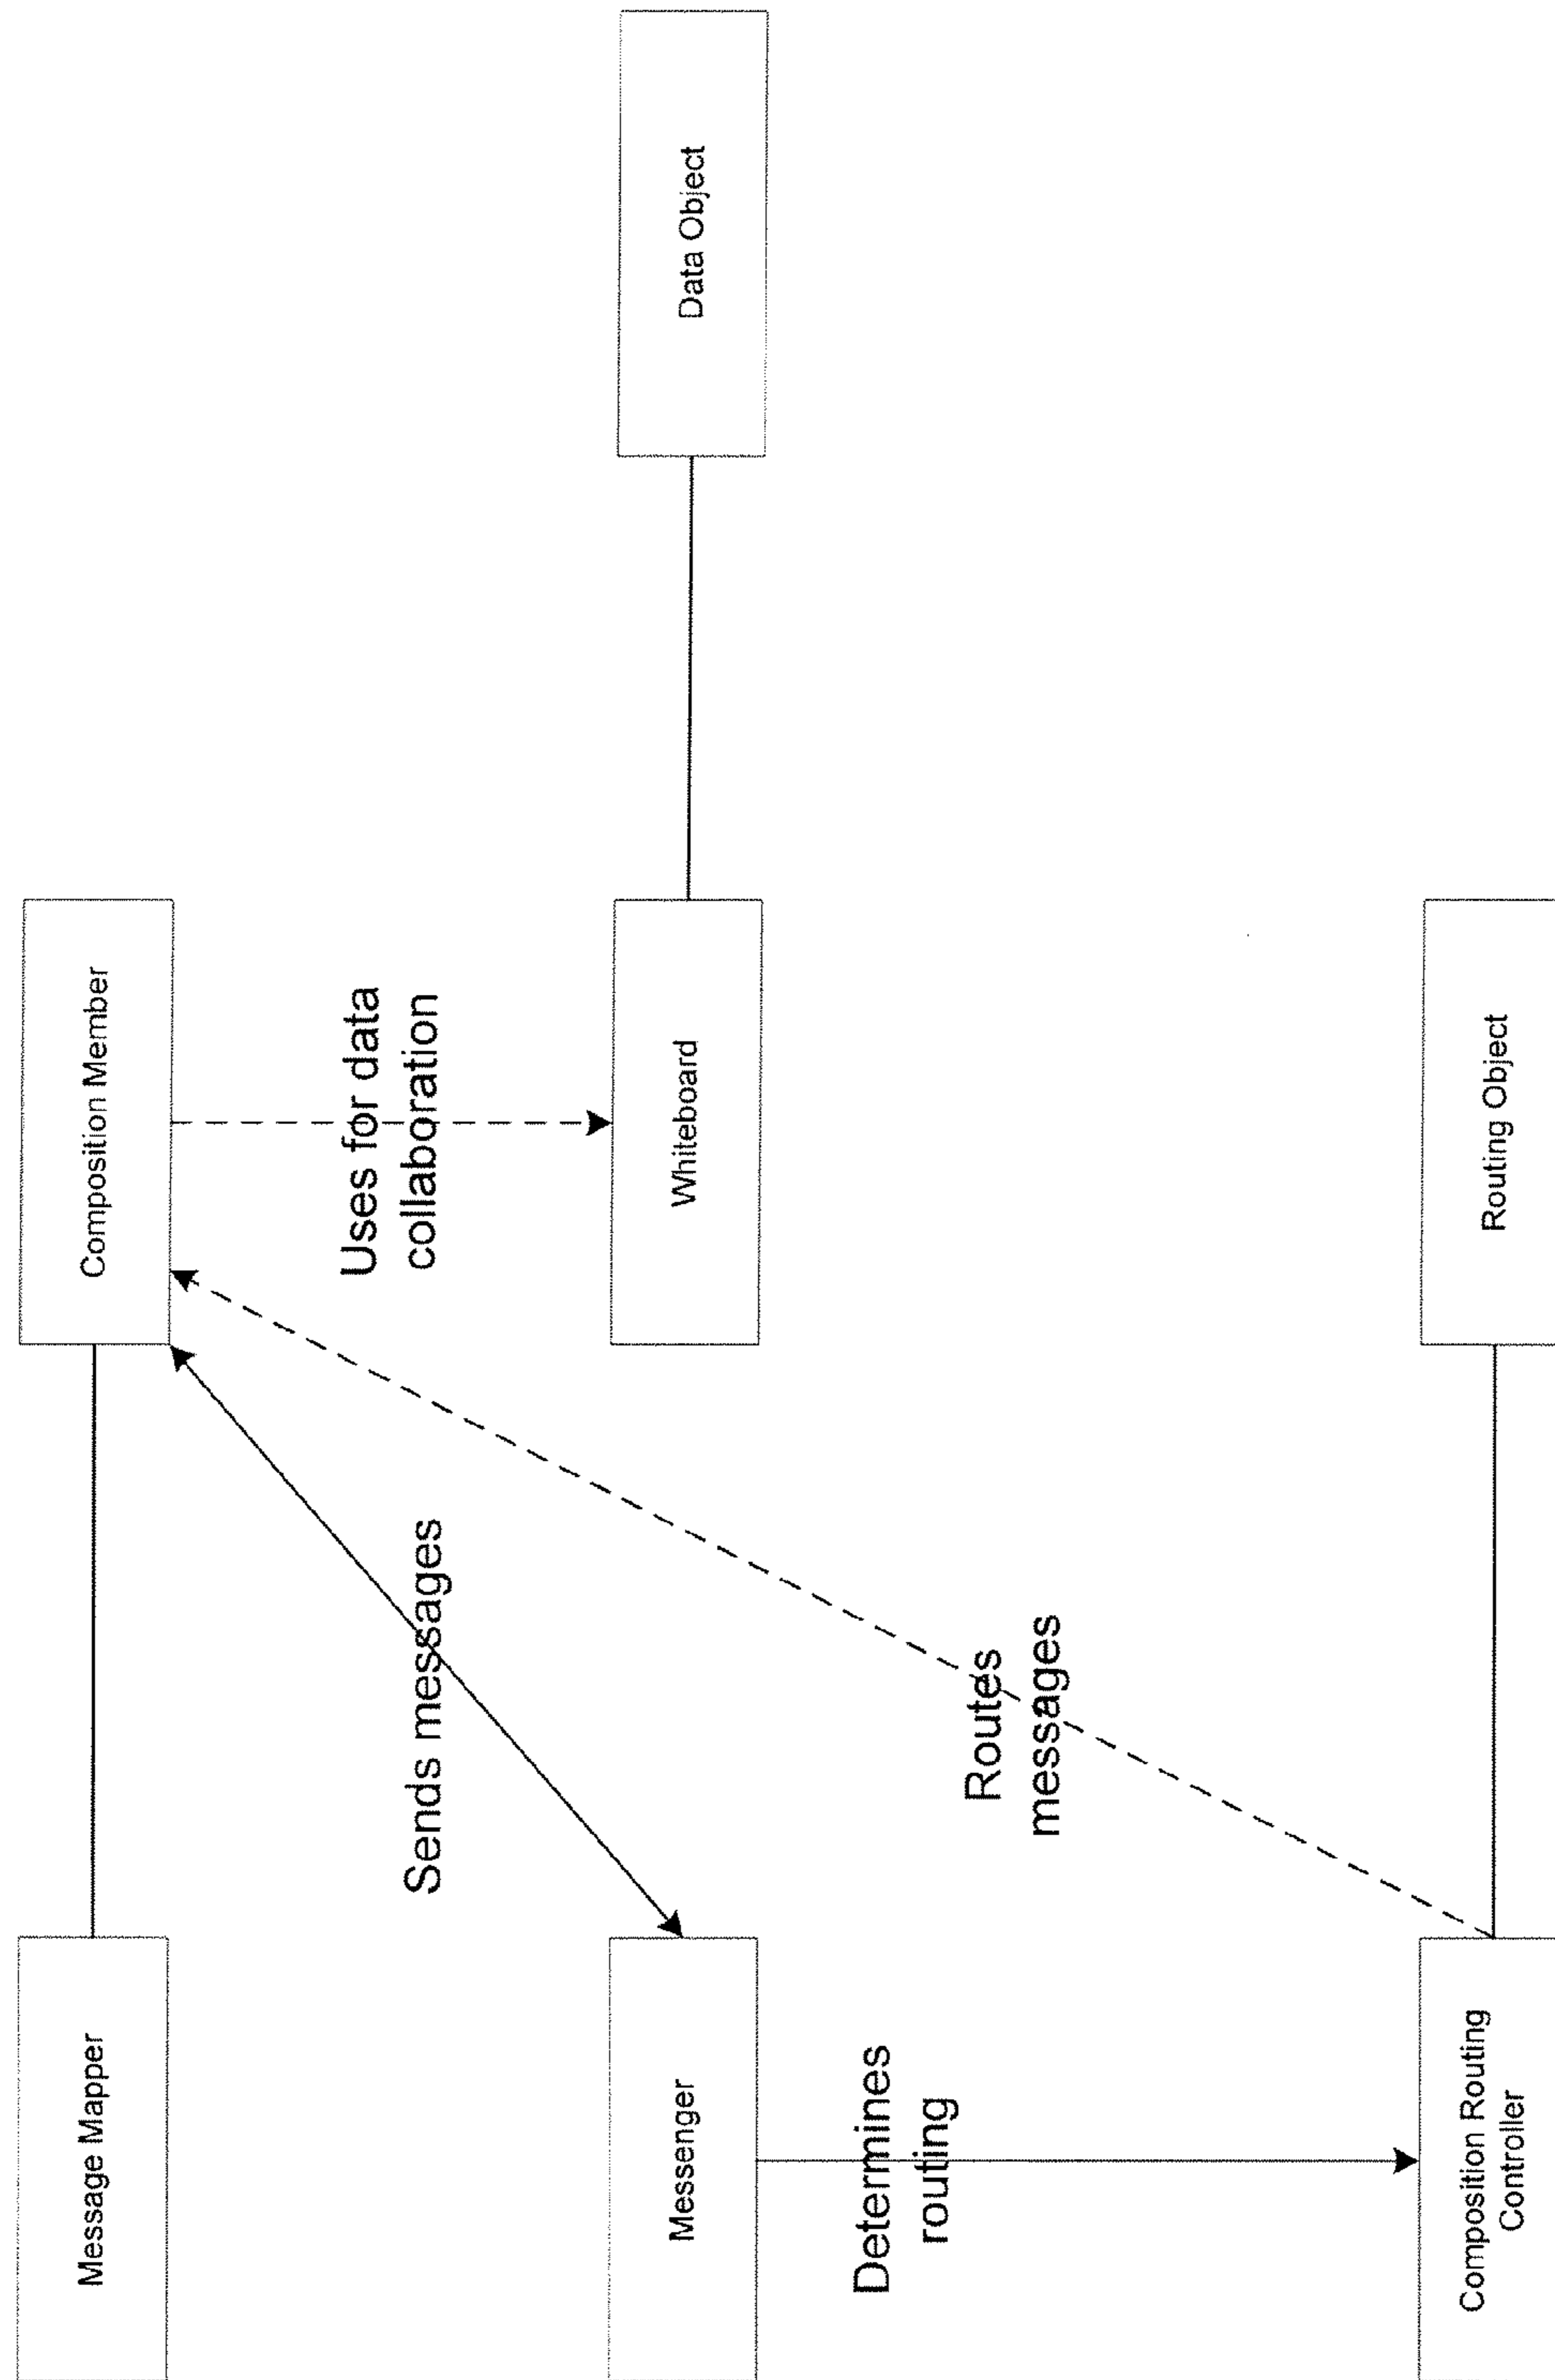 Message Mapper
Composition Member
Sends messages
Uses for data
collaboration
Messenger
Whiteboard
Data Object
Determines
routing
Routes
messages
Composition Routing
Controller
Routing Object